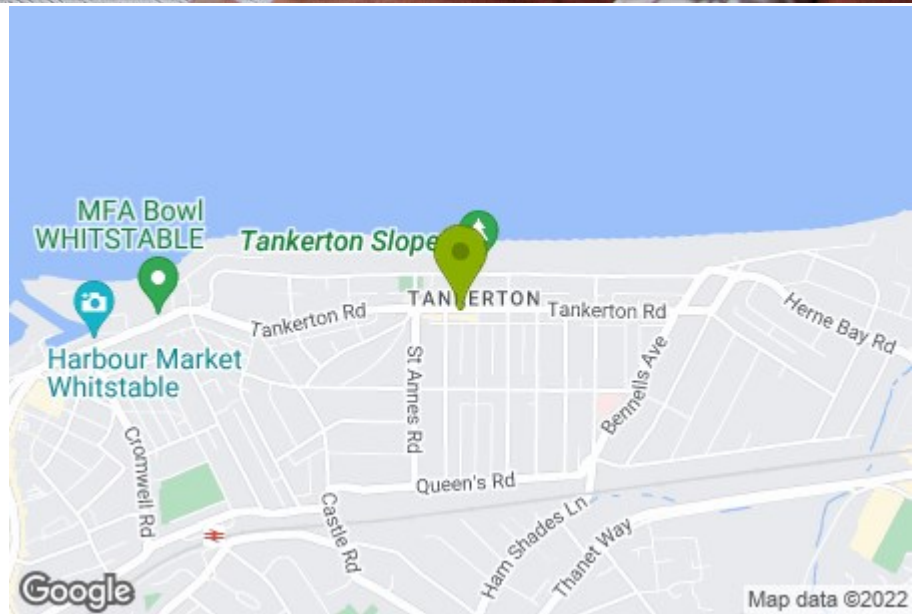 MFA Bowl
WHITSTABLE
Tankerton Slope
TANKERTON
Tankerton Rd
Tankerton Rd
Herne Bay Rd
Harbour Market
Whitstable
St Annes Rd
Bennells Ave
Cromwell Rd
Queen's Rd
Castle Rd
Ham Shades Ln
Thanet Way
Google
Map data ©2022